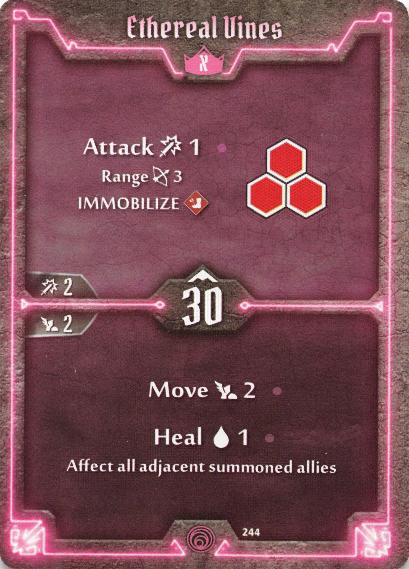 Ethereal Vines
X
Attack 1
Range 3
IMMOBILIZE
2
30
2
Move 2
Heal 1
Affect all adjacent summoned allies
244